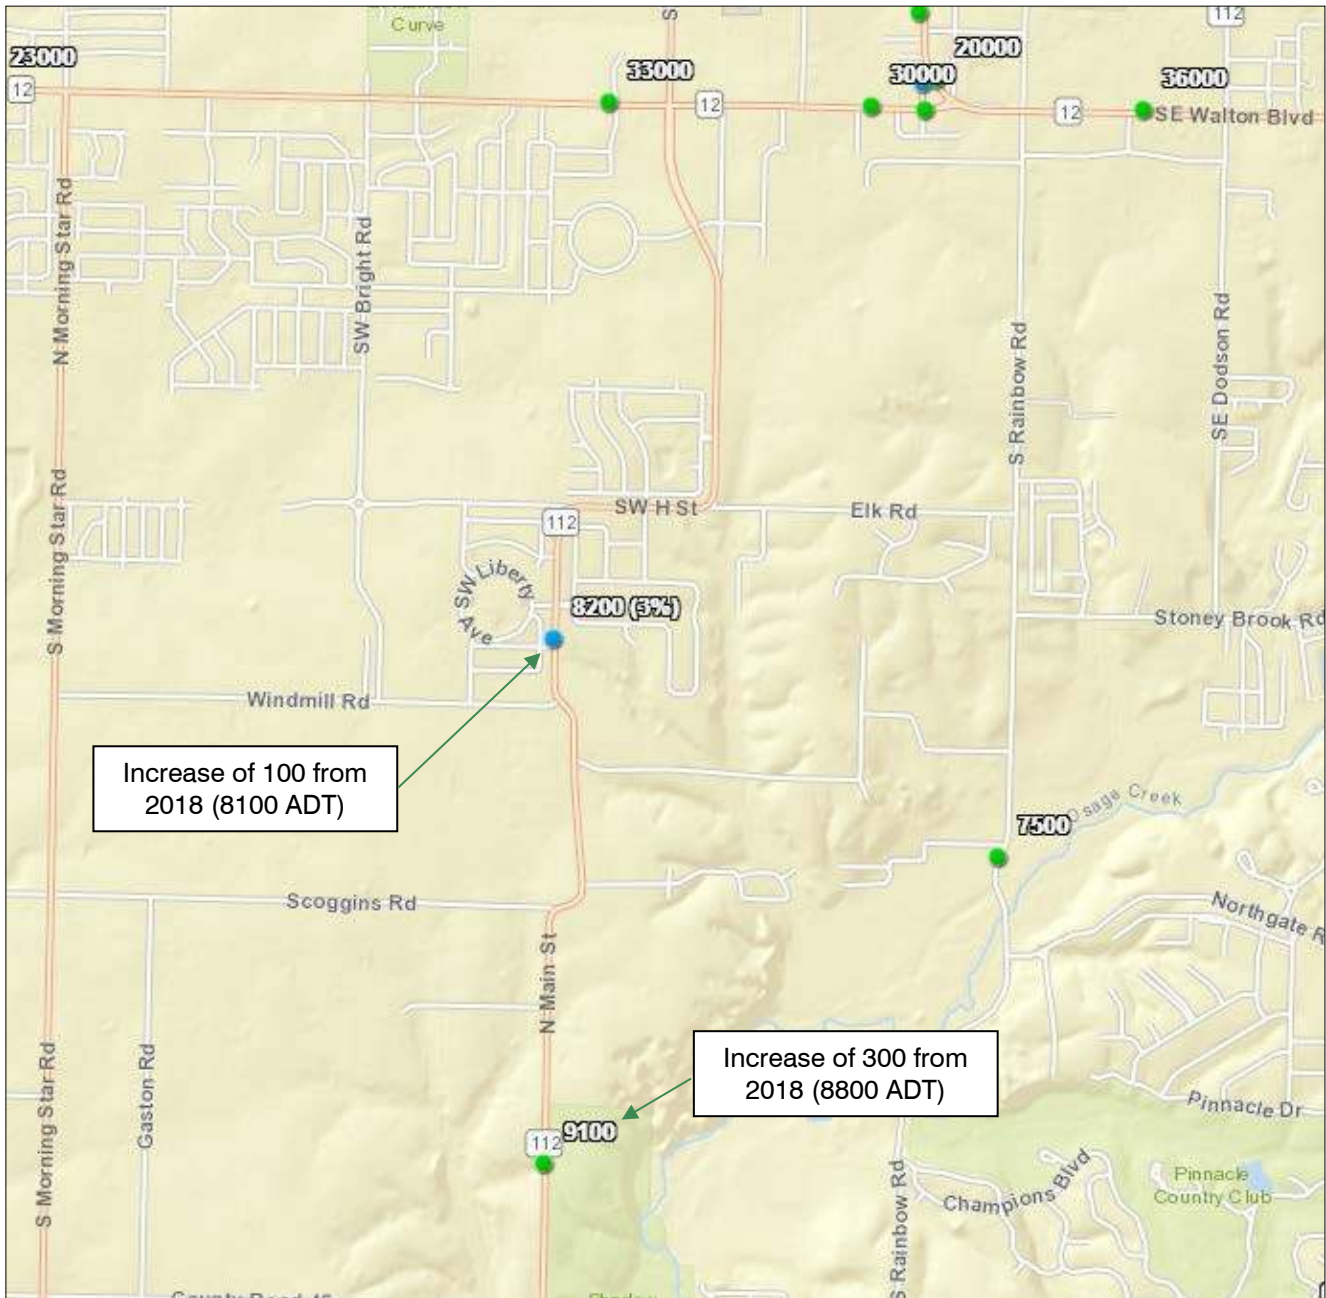 S
112
Curve
23000
20000
33000
30000
36000
12
12
12
SE Walton Blvd
N Morning Star Rd
SW Bright Rd
S Rainbow Rd
SE Dodson Rd
S Morning Star Rd
SW H St
Elk Rd
112
SW Liberty
Ave
8200 (3%)
Stoney Brook Rd
Windmill Rd
Increase of 100 from
2018 (8100 ADT)
Osage Creek
7500
Scoggins Rd
Northgate R
N Main St
Increase of 300 from
2018 (8800 ADT)
S Morning Star Rd
Gaston Rd
Pinnacle Dr
112
9100
S Rainbow Rd
Champions Blvd
Pinnacle
Country Club